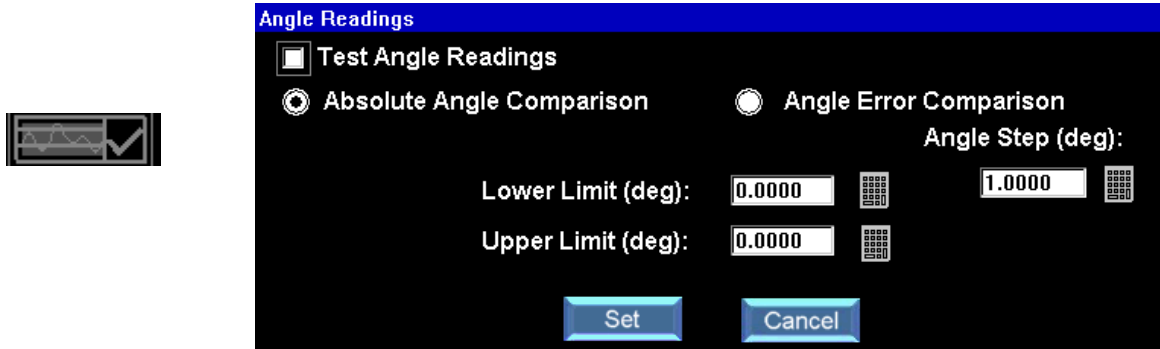 Angle Readings
Test Angle Readings
Absolute Angle Comparison Angle Error Comparison
Angle Step (deg):
Lower Limit (deg): 0.0000 1.0000
Upper Limit (deg): 0.0000
Set Cancel